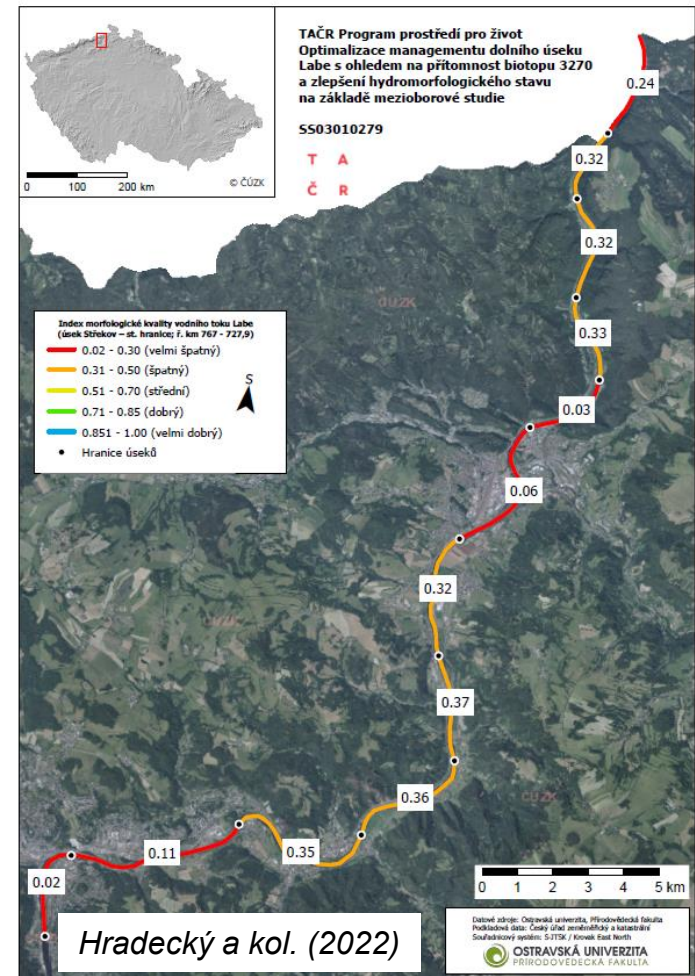 TAČR Program prostředí pro život
Optimalizace managementu dolního úseku
Labe s ohledem na přítomnost biotopu 3270
a zlepšení hydromorfologického stavu
na základě mezioborové studie
SS03010279
T A
Č R
0 100 200 km
© ČÚZK
Index morfologické kvality vodního toku Labe
(úsek Střekov – st. hranice; ř. km 767 - 727,9)
0.02 - 0.30 (velmi špatný)
0.31 - 0.50 (špatný)
0.51 - 0.70 (střední)
0.71 - 0.85 (dobrý)
0.851 - 1.00 (velmi dobrý)
Hranice úseků
S
0.24
0.32
0.32
0.33
0.03
0.06
0.32
0.37
0.36
0.35
0.11
0.02
ČÚZK
ČÚZK
ČÚZK
0 1 2 3 4 5 km
Hradecký a kol. (2022)
Datové zdroje: Ostravská univerzita, Přírodovědecká fakulta
Podkladová data: Český úřad zeměměřický a katastrální
Souřadnicový systém: S-JTSK / Krovak East North
OSTRAVSKÁ UNIVERZITA
PŘÍRODOVĚDECKÁ FAKULTA